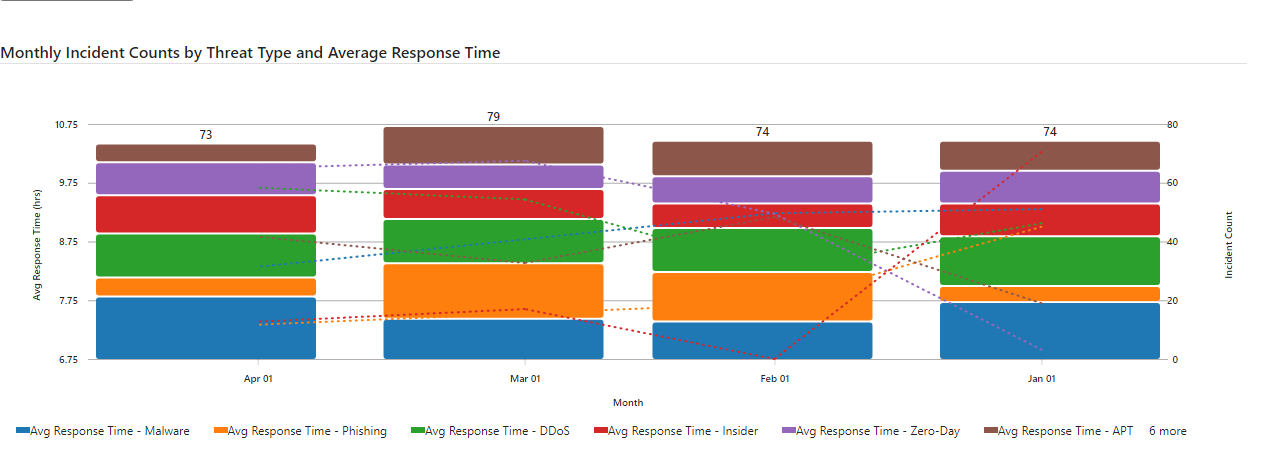 Monthly Incident Counts by Threat Type and Average Response Time
79
10.75 73 74 74 80
9.75 60
8.75 40
7.75 20
6.75 0
Avg Response Time (hrs)
Incident Count
Apr 01 Mar 01 Feb 01 Jan 01
Month
Avg Response Time - Malware Avg Response Time - Phishing Avg Response Time - DDoS Avg Response Time - Insider Avg Response Time - Zero-Day Avg Response Time - APT 6 more